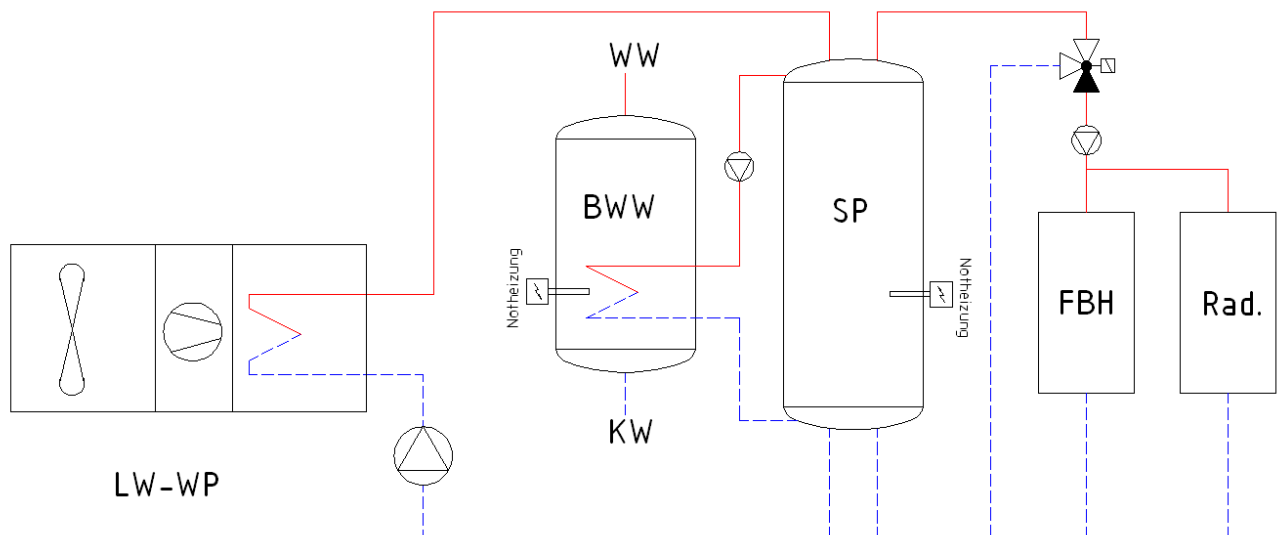 WW
BWW
SP
Notheizung
Notheizung
FBH
Rad.
KW
LW-WP